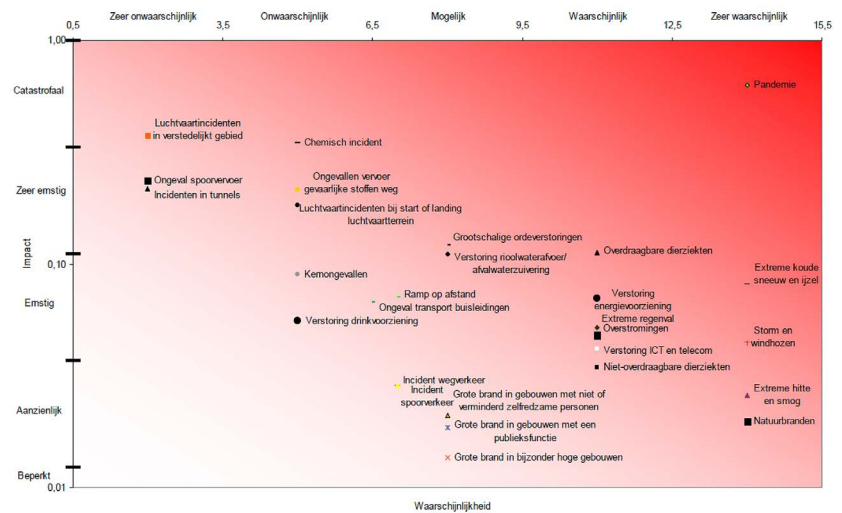 Zeer onwaarschijnlijk
Onwaarschijnlijk
Mogelijk
Waarschijnlijk
Zeer waarschijnlijk
0,5
3,5
6,5
9,5
12,5
15,5
1,00
Catastrofaal
Pandemie
Luchtvaartincidenten
in verstedelijkt gebied
Chemisch incident
Ongevallen vervoer
gevaarlijke stoffen weg
Ongeval spoorvervoer
Incidenten in tunnels
Zeer ernstig
Luchtvaartincidenten bij start of landing
luchtvaartterrein
Grootschalige ordeverstoringen
Verstoring rioolwaterafvoer/
afvalwaterzuivering
Overdraagbare dierziekten
Impact
0,10
Kernongevallen
Extreme koude
sneeuw en ijzel
Ernstig
Ramp op afstand
Ongeval transport buisleidingen
Verstoring
energievoorziening
Verstoring drinkvoorziening
Extreme regenval
Overstromingen
Storm en
windhozen
Verstoring ICT en telecom
Niet-overdraagbare dierziekten
Incident wegverkeer
Incident
spoorverkeer
Grote brand in gebouwen met niet of
verminderd zelfredzame personen
Extreme hitte
en smog
Aanzienlijk
Grote brand in gebouwen met een
publieksfunctie
Natuurbranden
Grote brand in bijzonder hoge gebouwen
Beperkt
0,01
Waarschijnlijkheid